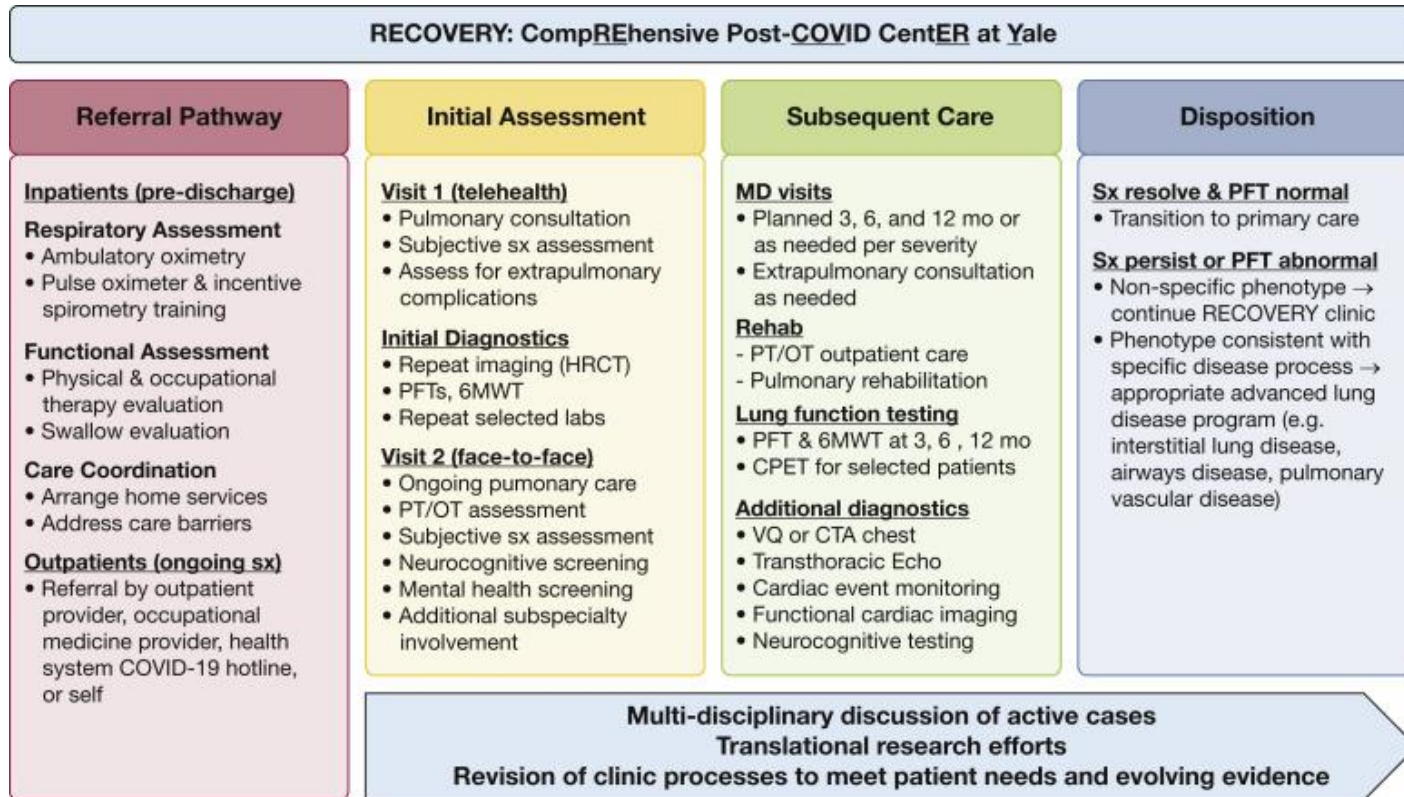 RECOVERY: CompREhensive Post-COVID CentER at Yale
Referral Pathway
Inpatients (pre-discharge)
Respiratory Assessment
• Ambulatory oximetry
• Pulse oximeter & incentive
spirometry training
Functional Assessment
• Physical & occupational
therapy evaluation
• Swallow evaluation
Care Coordination
• Arrange home services
• Address care barriers
Outpatients (ongoing sx)
• Referral by outpatient
provider, occupational
medicine provider, health
system COVID-19 hotline,
or self
Initial Assessment
Visit 1 (telehealth)
• Pulmonary consultation
• Subjective sx assessment
• Assess for extrapulmonary
complications
Initial Diagnostics
• Repeat imaging (HRCT)
• PFTs, 6MWT
• Repeat selected labs
Visit 2 (face-to-face)
• Ongoing pumonary care
• PT/OT assessment
• Subjective sx assessment
• Neurocognitive screening
• Mental health screening
• Additional subspecialty
involvement
Subsequent Care
MD visits
• Planned 3, 6, and 12 mo or
as needed per severity
• Extrapulmonary consultation
as needed
Rehab
- PT/OT outpatient care
- Pulmonary rehabilitation
Lung function testing
• PFT & 6MWT at 3, 6 , 12 mo
• CPET for selected patients
Additional diagnostics
• VQ or CTA chest
• Transthoracic Echo
• Cardiac event monitoring
• Functional cardiac imaging
• Neurocognitive testing
Disposition
Sx resolve & PFT normal
• Transition to primary care
Sx persist or PFT abnormal
• Non-specific phenotype →
continue RECOVERY clinic
• Phenotype consistent with
specific disease process →
appropriate advanced lung
disease program (e.g.
interstitial lung disease,
airways disease, pulmonary
vascular disease)
Multi-disciplinary discussion of active cases
Translational research efforts
Revision of clinic processes to meet patient needs and evolving evidence